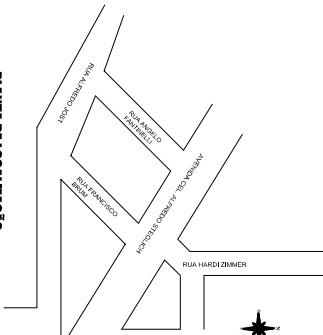 RUA ALFREDO JOST
RUA ANGELO
FANTINELLI
AVENIDA CEL. ALFREDO STEGLICH
RUA FRANCISCO
BRUM
RUA HARDI ZIMMER